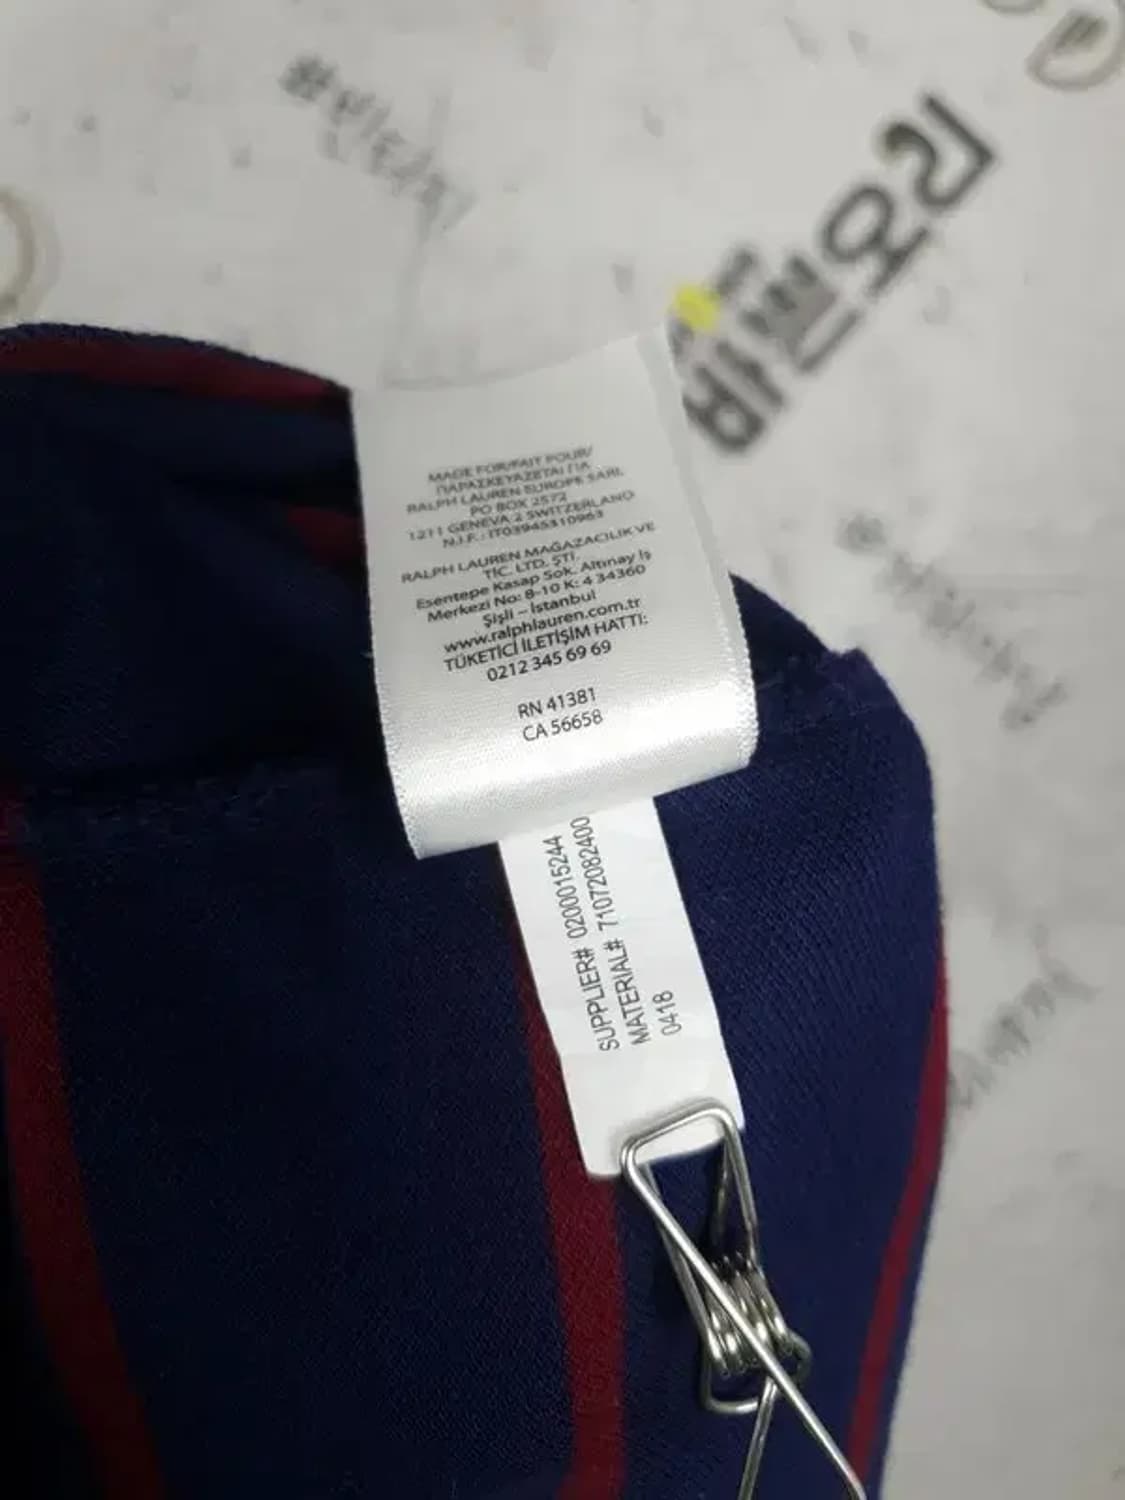 MADE FOR/FAIT POUR/
ΠΑΡΑΣΚΕΥΑΖΕΤΑΙ ΓΙΑ
RALPH LAUREN EUROPE SARL
PO BOX 2572
1211 GENEVA 2 SWITZERLAND
N.I.F.: IT03945310963
RALPH LAUREN MAĞAZACILIK VE
TİC. LTD. ŞTİ.
Esentepe Kasap Sok. Altınay İş
Merkezi No: 8-10 K: 4 34360
Şişli – İstanbul
www.ralphlauren.com.tr
TÜKETİCİ İLETİŞİM HATTI:
0212 345 69 69
RN 41381
CA 56658
SUPPLIER# 0200015244
MATERIAL# 71072082400
0418